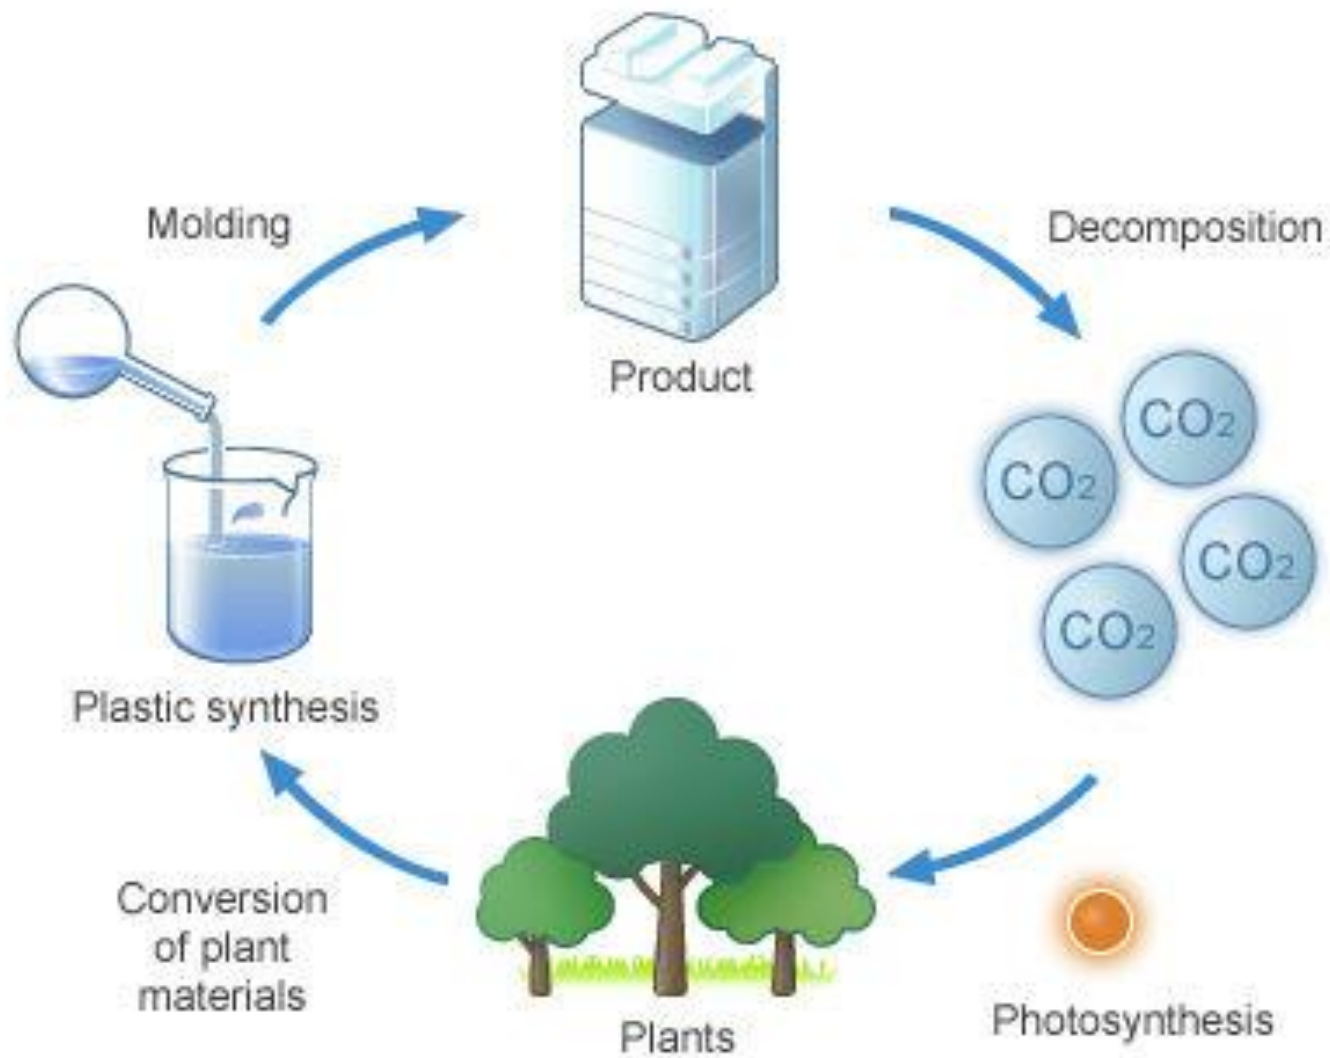 Molding
Decomposition
Product
CO2
CO2
CO2
CO2
Plastic synthesis
Conversion
of plant
materials
Plants
Photosynthesis